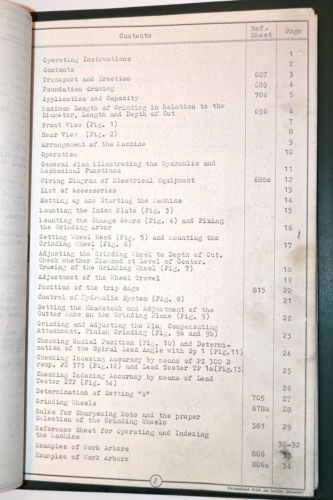 Contents
Ref. Page
Sheet
Operating Instructions 1
Contents 2
Transport and Erection 607 3
Foundation drawing 609 4
Application and Capacity 704 5
Maximum Length of Grinding in Relation to the
Diameter, Length and Depth of Cut 696 6
Front View (Fig. 1) 7
Rear View (Fig. 2) 8
Arrangement of the Machine 9
Operation 10
General Plan illustrating the Hydraulic and
Mechanical Functions 11
Wiring Diagram of Electrical Equipment 688c 12
List of Accessories 13
Setting up and Starting the Machine 14
Mounting the Index Plate (Fig. 3) 15
Mounting the Change Gears (Fig. 4) and Fixing
the Grinding Arbor 16
Setting Wheel Head (Fig. 5) and Mounting the
Grinding Wheel (Fig. 6) 17
Adjusting the Grinding Wheel to Depth of Cut.
Check whether Diamond at Level of Center.
Trueing of the Grinding Wheel (Fig. 7) 18
Adjustment of the Wheel Travel 19
Position of the trip dogs 815 20
Control of Hydraulic System (Fig. 8) 21
Setting the Headstock and Adjustment of the
Cutter Rake on the Grinding Plane (Fig. 9) 22
Grinding and Adjusting the Play Compensating
Attachment. Finish Grinding (Fig. 9a and 9b) 23
Checking Radial Position (Fig. 10) and Determi-
nation of the Spiral Lead Angle with Sp 1 (Fig.11) 24
Checking Indexing Accuracy by means of PZ 300 B
resp. PZ 375 (Fig.12) and Lead Tester TP 1a(Fig.13) 25
Checking Indexing Accuracy by means of Lead
Tester DTP (Fig. 14) 26
Determination of Setting "S" 27
Grinding Wheels 705 28
Rules for Sharpening Hobs and the proper 678a
Selection of the Grinding Wheels 29
Reference Sheet for Operating and Indexing 581
the Machine 30-32
Examples of Work Arbors 806
Examples of Work Arbors 806a 34
2